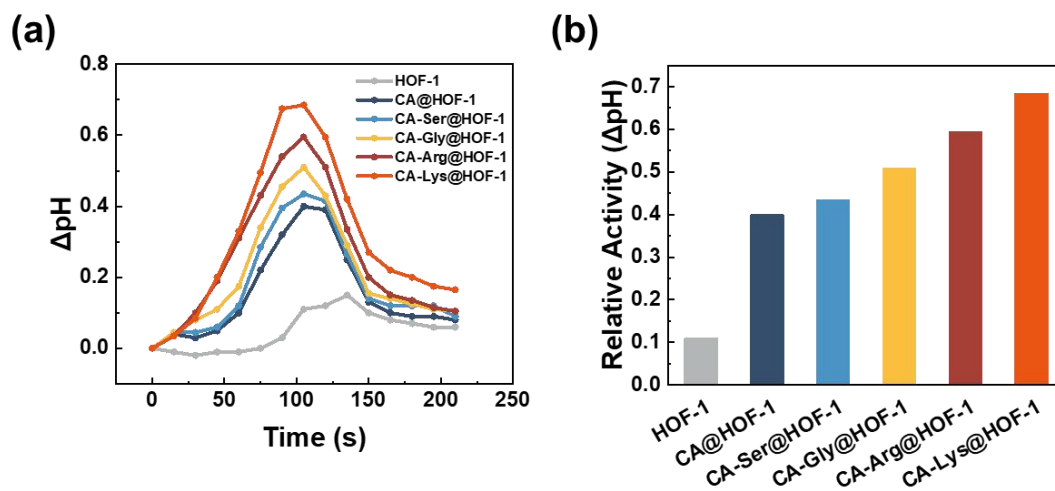 (a)
ΔpH
0.8
0.6
0.4
0.2
0.0
0
50
100
150
200
250
Time (s)
HOF-1
CA@HOF-1
CA-Ser@HOF-1
CA-Gly@HOF-1
CA-Arg@HOF-1
CA-Lys@HOF-1
(b)
Relative Activity (ΔpH)
0.7
0.6
0.5
0.4
0.3
0.2
0.1
0.0
HOF-1
CA@HOF-1
CA-Ser@HOF-1
CA-Gly@HOF-1
CA-Arg@HOF-1
CA-Lys@HOF-1